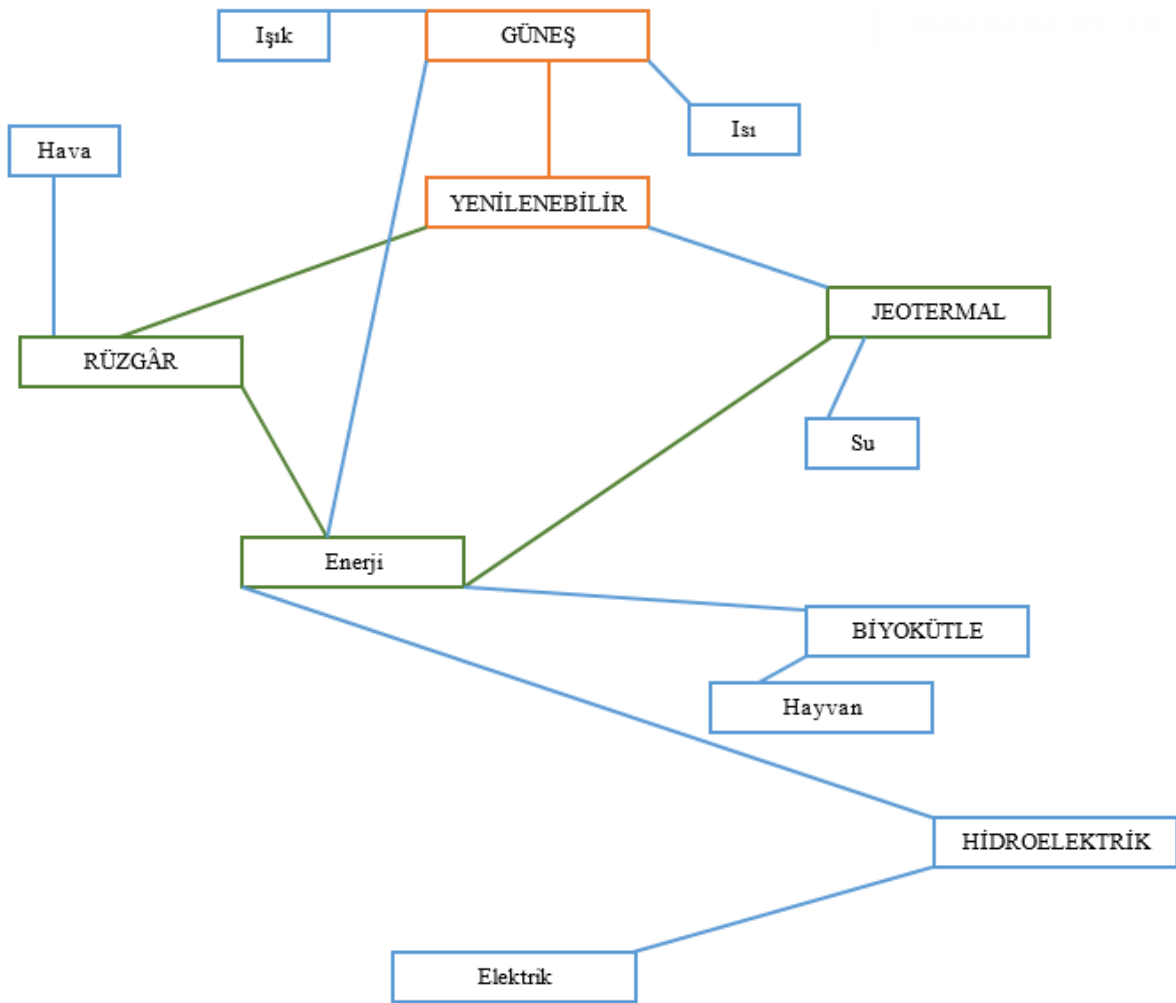 Işık
GÜNEŞ
Isı
Hava
YENİLENEBİLİR
JEOTERMAL
RÜZGÂR
Su
Enerji
BİYOKÜTLE
Hayvan
HİDROELEKTRİK
Elektrik